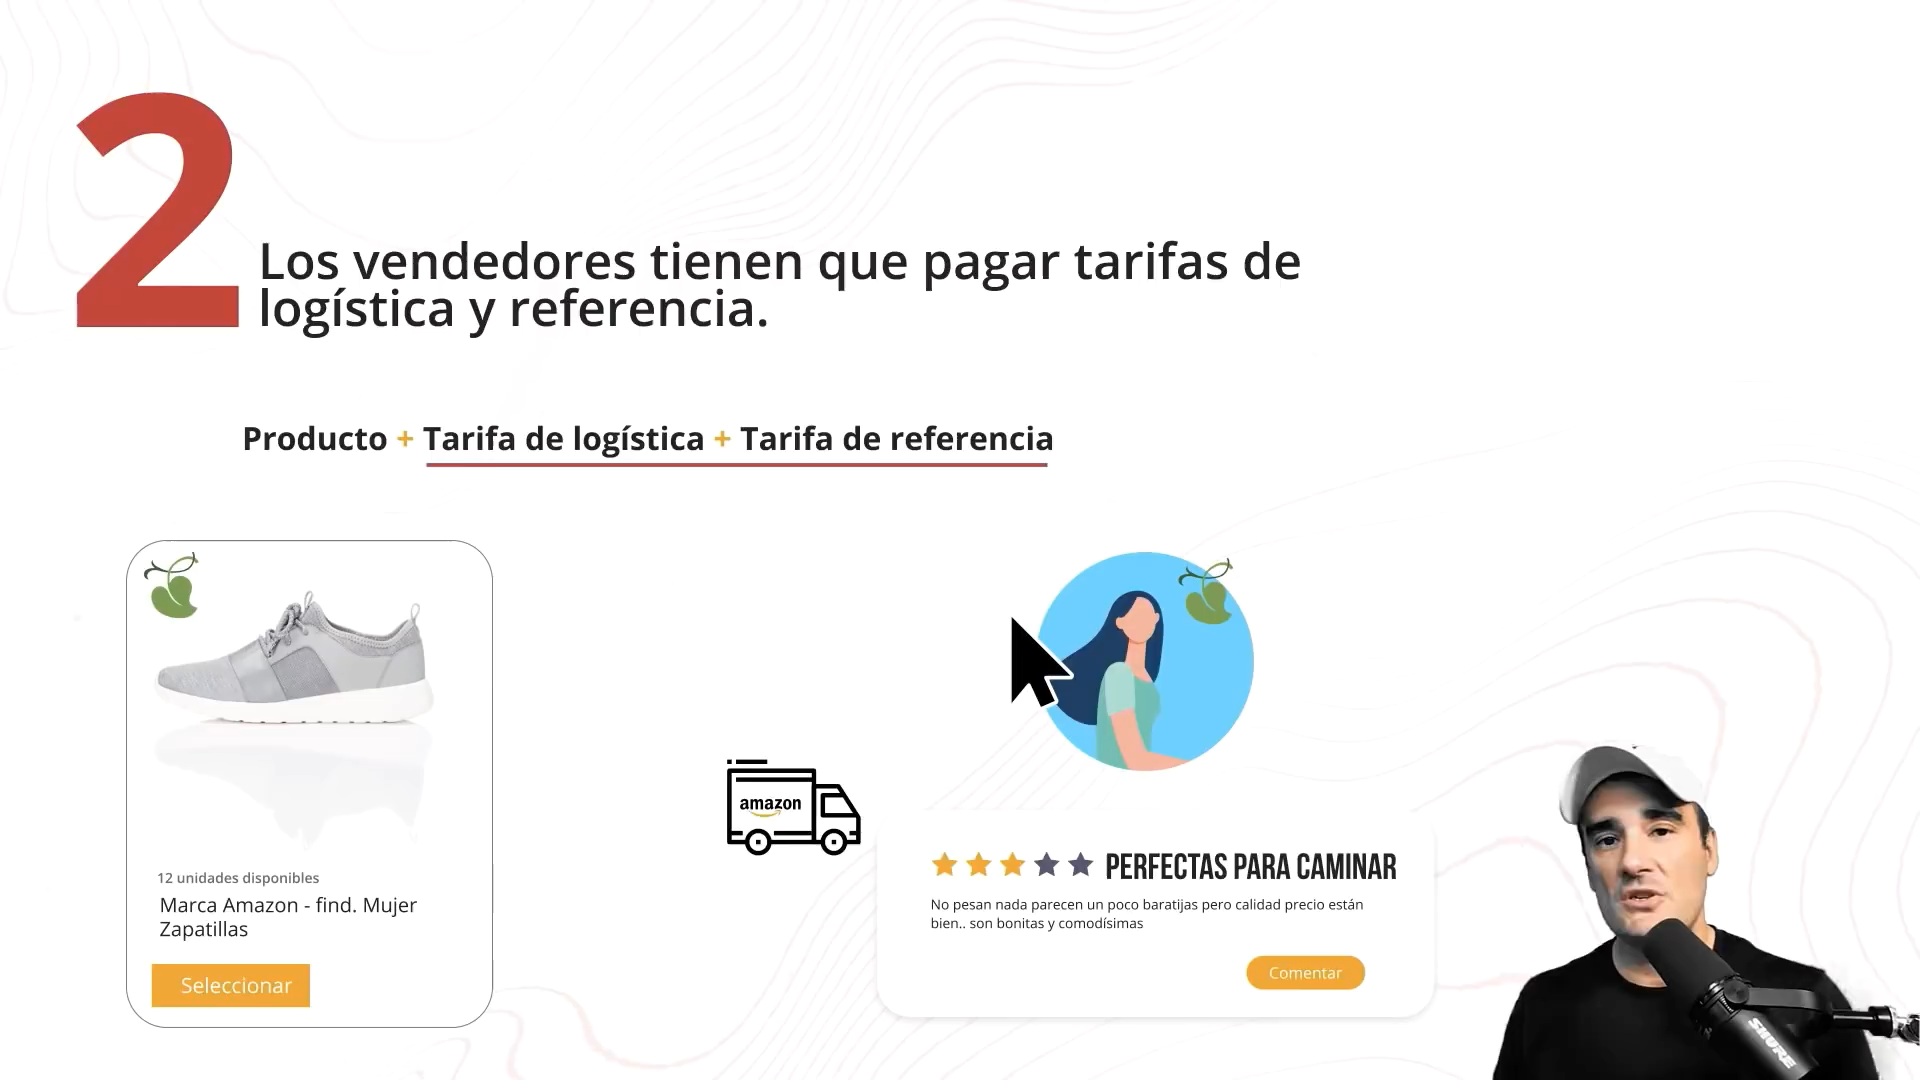 2
Los vendedores tienen que pagar tarifas de
logística y referencia.
Producto + Tarifa de logística + Tarifa de referencia
12 unidades disponibles
Marca Amazon - find. Mujer
Zapatillas
Seleccionar
amazon
PERFECTAS PARA CAMINAR
No pesan nada parecen un poco baratijas pero calidad precio están
bien.. son bonitas y comodísimas
Comentar
SHURE